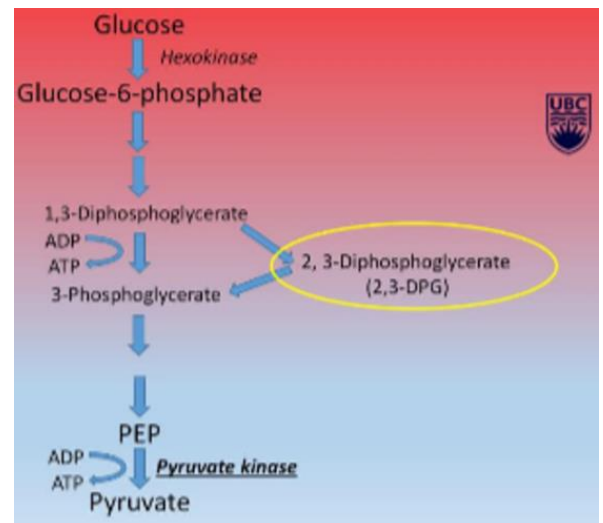 Glucose
Hexokinase
Glucose-6-phosphate
UBC
1,3-Diphosphoglycerate
ADP
ATP
2, 3-Diphosphoglycerate
(2,3-DPG)
3-Phosphoglycerate
PEP
ADP
Pyruvate kinase
ATP
Pyruvate